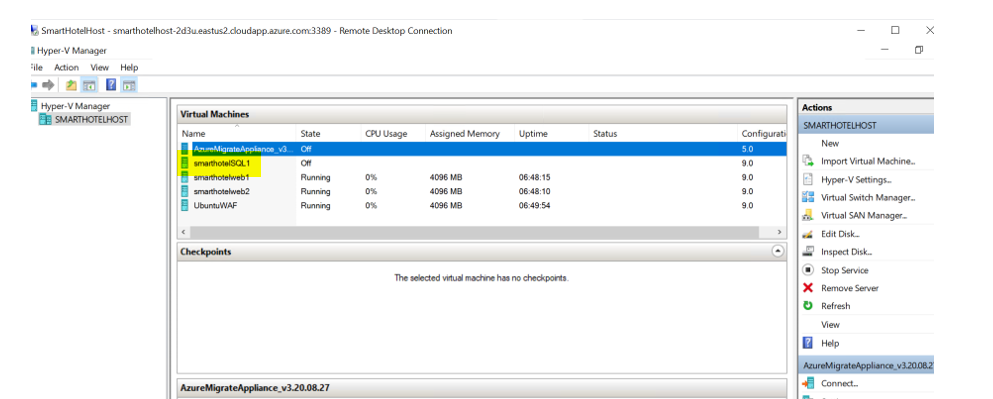 SmartHotelHost - smarthotelhost-2d3u.eastus2.cloudapp.azure.com:3389 - Remote Desktop Connection
Hyper-V Manager
File Action View Help
Hyper-V Manager
SMARTHOTELHOST
Virtual Machines
Name State CPU Usage Assigned Memory Uptime Status Configurati
AzureMigrateAppliance_v3... Off 5.0
smarthotelSQL1 Off 9.0
smarthotelweb1 Running 0% 4096 MB 06:48:15 9.0
smarthotelweb2 Running 0% 4096 MB 06:48:10 9.0
UbuntuWAF Running 0% 4096 MB 06:49:54 9.0
Checkpoints
The selected virtual machine has no checkpoints.
AzureMigrateAppliance_v3.20.08.27
Actions
SMARTHOTELHOST
New
Import Virtual Machine...
Hyper-V Settings...
Virtual Switch Manager...
Virtual SAN Manager...
Edit Disk...
Inspect Disk...
Stop Service
Remove Server
Refresh
View
Help
AzureMigrateAppliance_v3.20.08.2
Connect...